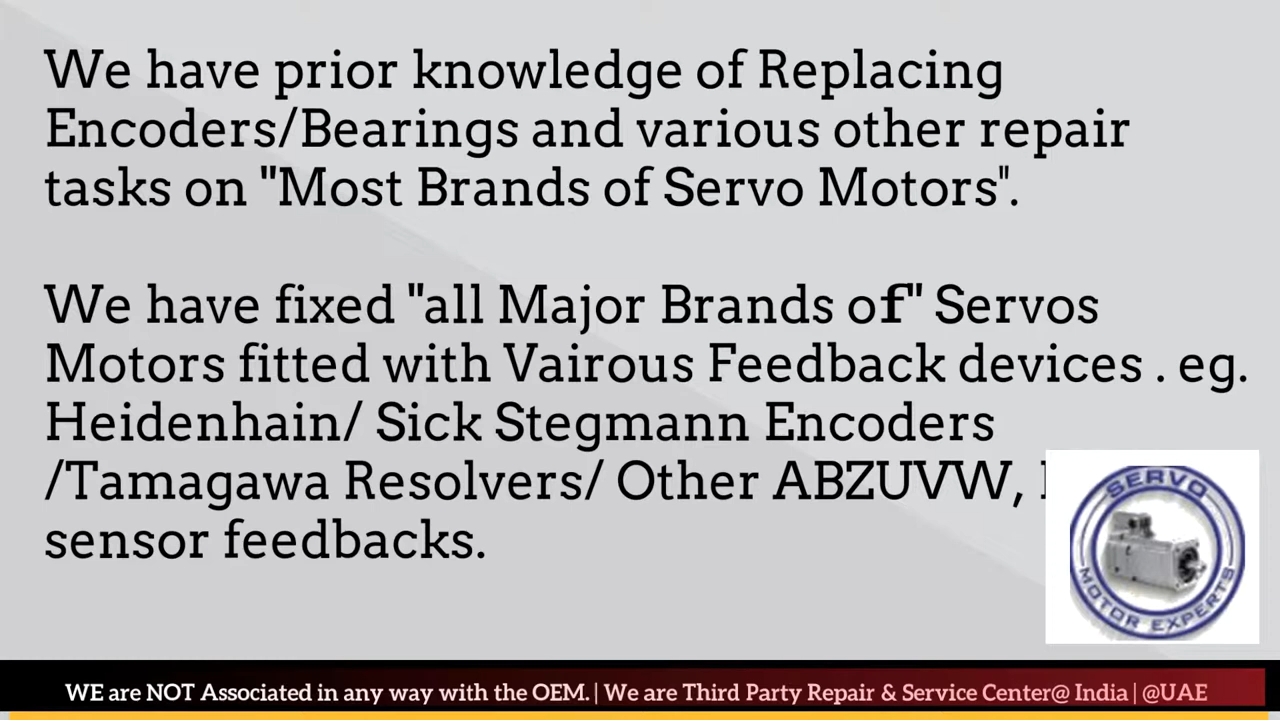 We have prior knowledge of Replacing
Encoders/Bearings and various other repair
tasks on "Most Brands of Servo Motors".
We have fixed "all Major Brands of" Servos
Motors fitted with Vairous Feedback devices . eg.
Heidenhain/ Sick Stegmann Encoders
/Tamagawa Resolvers/ Other ABZUVW,
sensor feedbacks.
SERVO
MOTOR EXPERTS
WE are NOT Associated in any way with the OEM. | We are Third Party Repair & Service Center@ India | @UAE